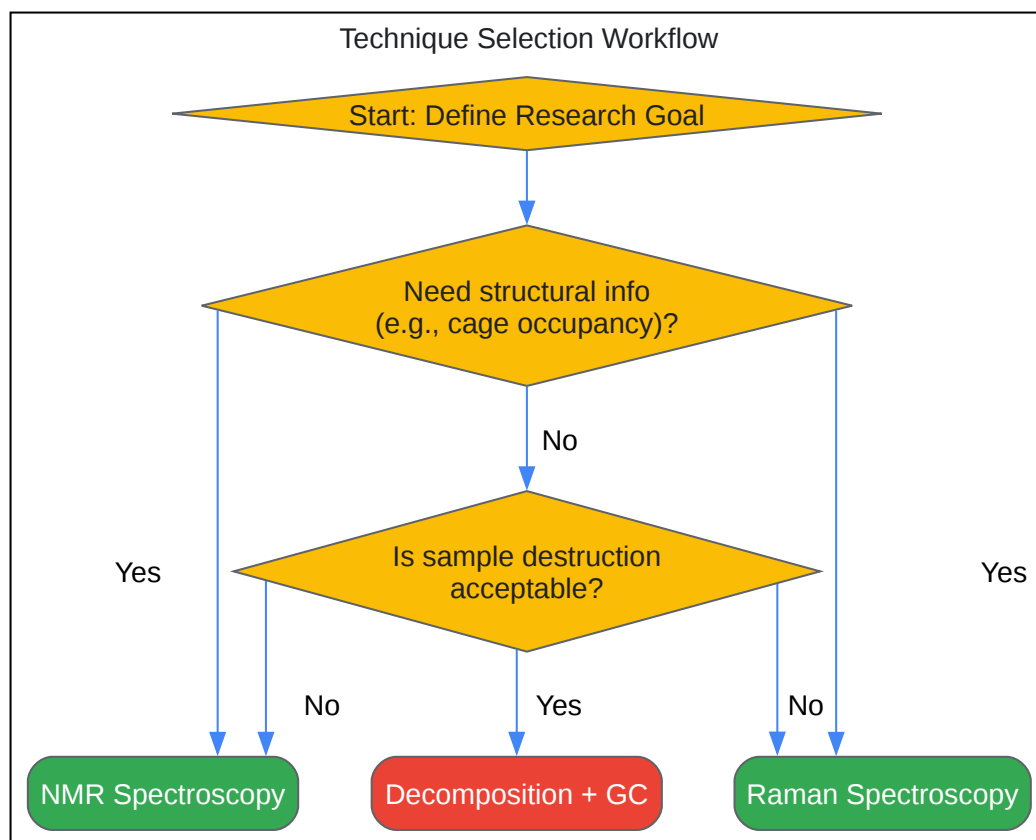 Technique Selection Workflow
Start: Define Research Goal
Need structural info
(e.g., cage occupancy)?
No
Is sample destruction
acceptable?
Yes
Yes
No
Yes
No
NMR Spectroscopy
Decomposition + GC
Raman Spectroscopy